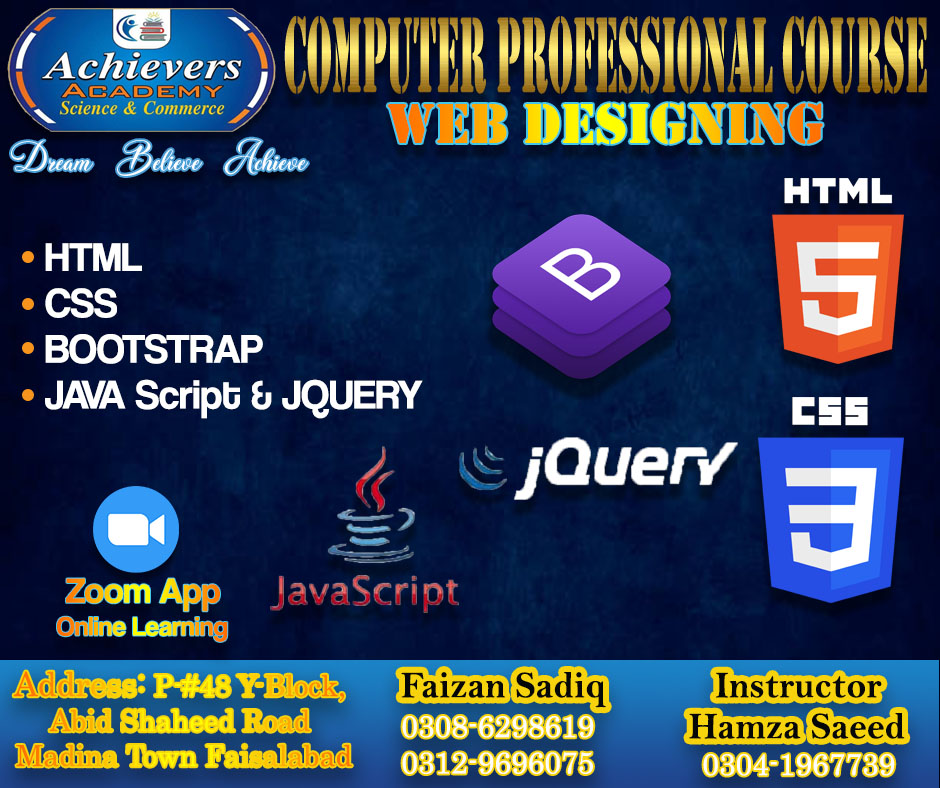 Achievers
ACADEMY
Science & Commerce
Dream Believe Achieve
COMPUTER PROFESSIONAL COURSE
WEB DESIGNING
• HTML
• CSS
• BOOTSTRAP
• JAVA Script & JQUERY
B
HTML
5
CSS
3
jQuery
JavaScript
Zoom App
Online Learning
Address: P-#48 Y-Block,
Abid Shaheed Road
Madina Town Faisalabad
Faizan Sadiq
0308-6298619
0312-9696075
Instructor
Hamza Saeed
0304-1967739